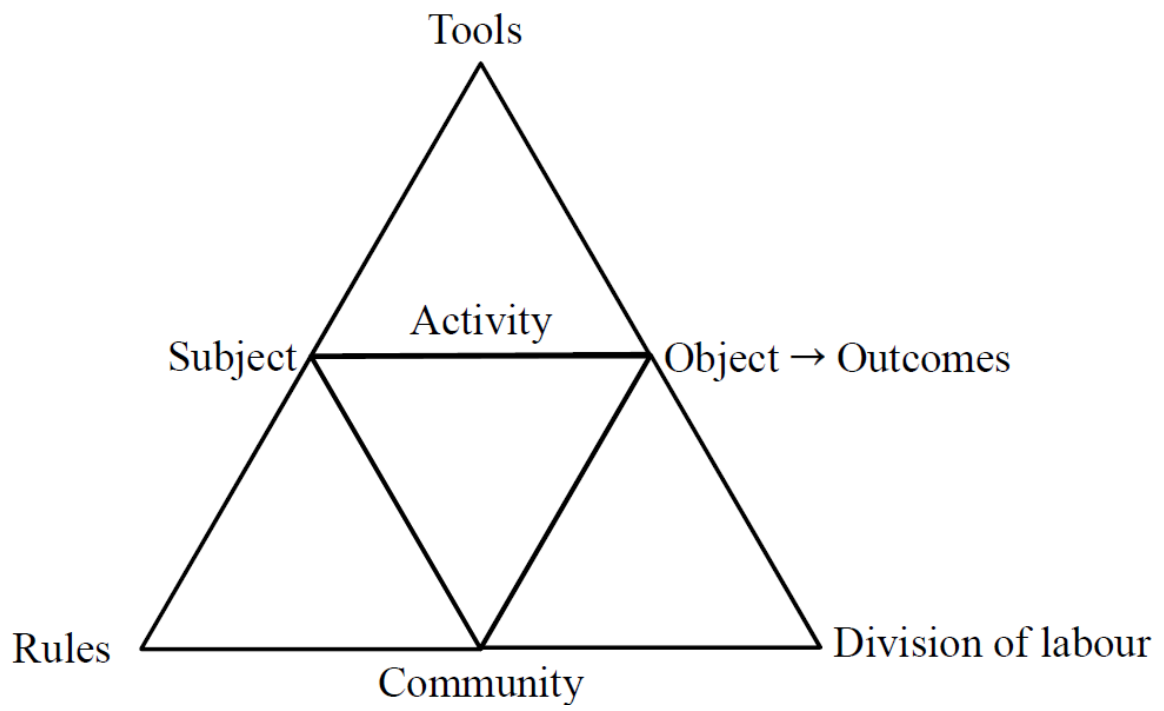 Tools
Activity
Subject
Object → Outcomes
Rules
Community
Division of labour